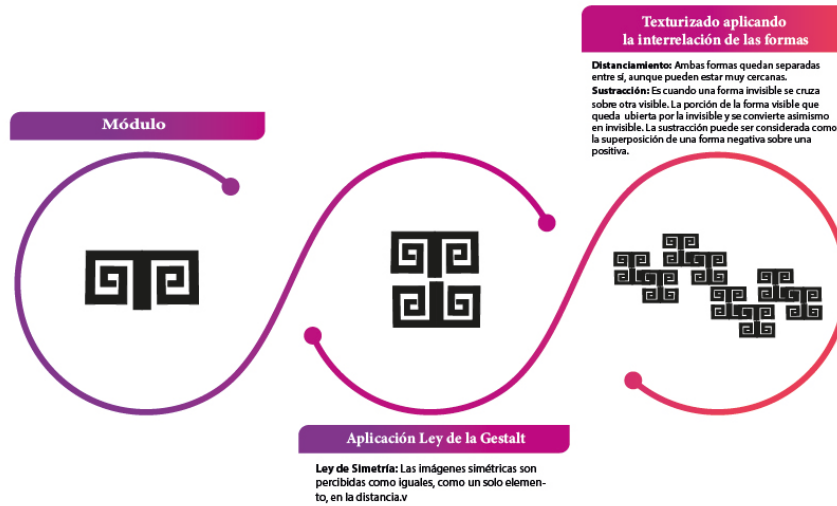 Módulo
Aplicación Ley de la Gestalt
Ley de Simetría: Las imágenes simétricas son
percibidas como iguales, como un solo elemen-
to, en la distancia.v
Texturizado aplicando
la interrelación de las formas
Distanciamiento: Ambas formas quedan separadas
entre sí, aunque pueden estar muy cercanas.
Sustracción: Es cuando una forma invisible se cruza
sobre otra visible. La porción de la forma visible que
queda ubierta por la invisible y se convierte asimismo
en invisible. La sustracción puede ser considerada como
la superposición de una forma negativa sobre una
positiva.